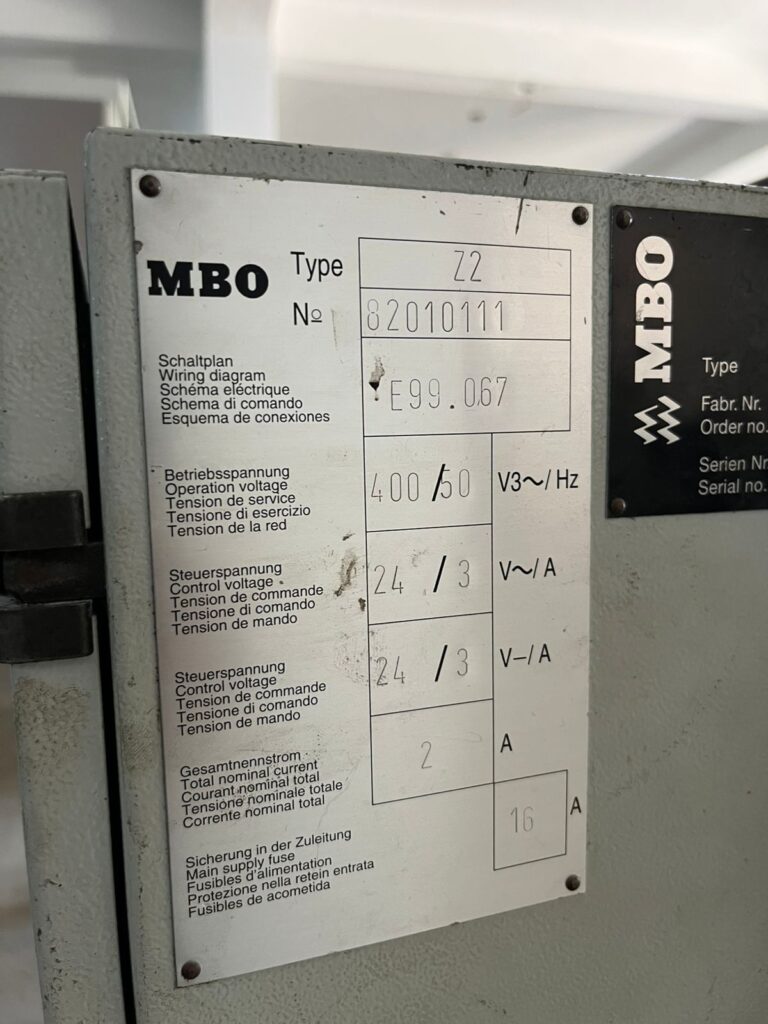 MBO
Type Z2
No 82010111
Schaltplan
Wiring diagram
Schéma eléctrique
Schema di comando
Esquema de conexiones
E99.067
Betriebsspannung
Operation voltage
Tension de service
Tensione di esercizio
Tension de la red
400/50 V3~/Hz
Steuerspannung
Control voltage
Tension de commande
Tensione di comando
Tension de mando
24/3 V~/A
Steuerspannung
Control voltage
Tension de commande
Tensione di comando
Tension de mando
24/3 V–/A
Gesamtnennstrom
Total nominal current
Courant nominal total
Tensione nominale totale
Corrente nominal total
2 A
Sicherung in der Zuleitung
Main supply fuse
Fusibles d'alimentation
Protezione nella retein entrata
Fusibles de acometida
16 A
MBO
Type
Fabr. Nr.
Order no.
Serien Nr
Serial no.